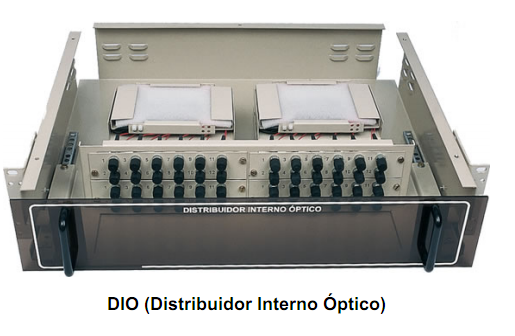 DISTRIBUIDOR INTERNO ÓPTICO
DIO (Distribuidor Interno Óptico)